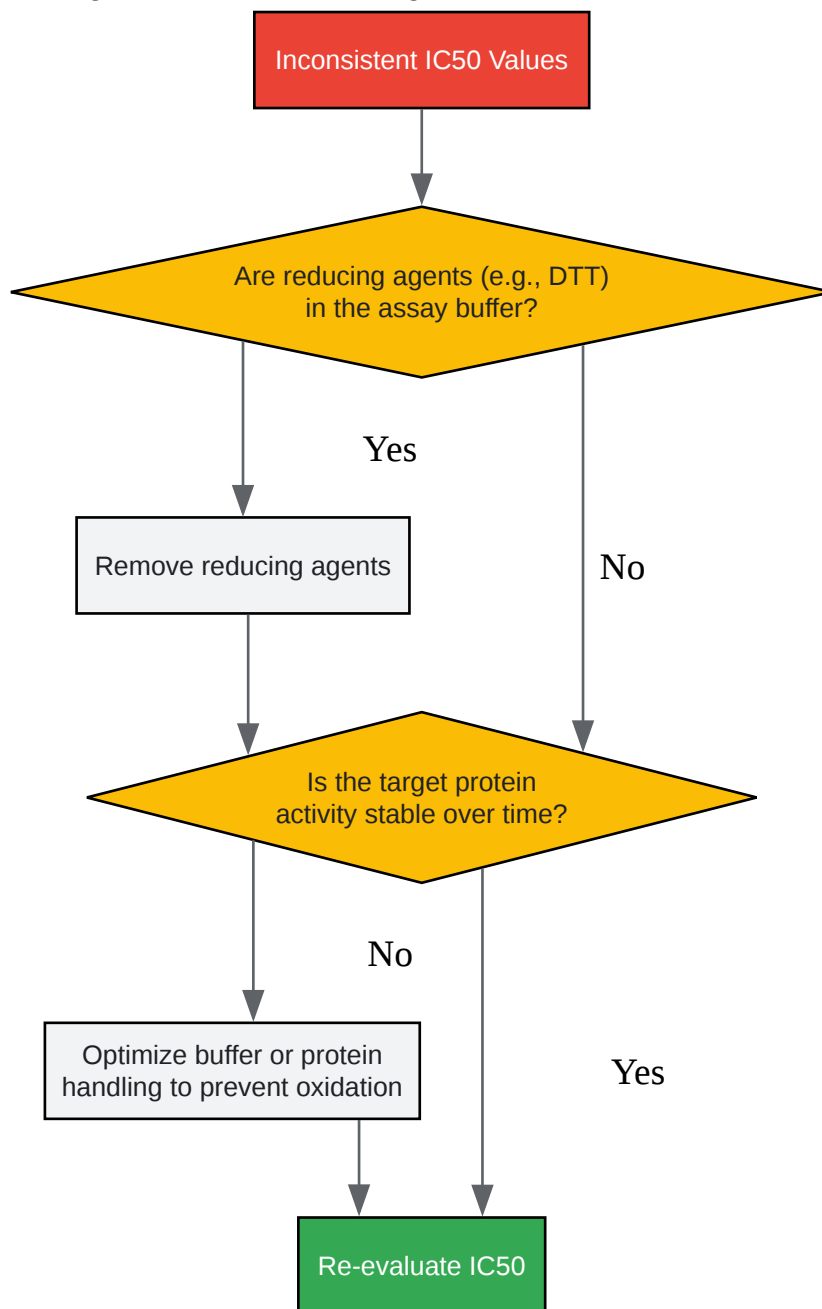 Inconsistent IC50 Values
Are reducing agents (e.g., DTT)
in the assay buffer?
Yes
Remove reducing agents
No
Is the target protein
activity stable over time?
No
Optimize buffer or protein
handling to prevent oxidation
Yes
Re-evaluate IC50